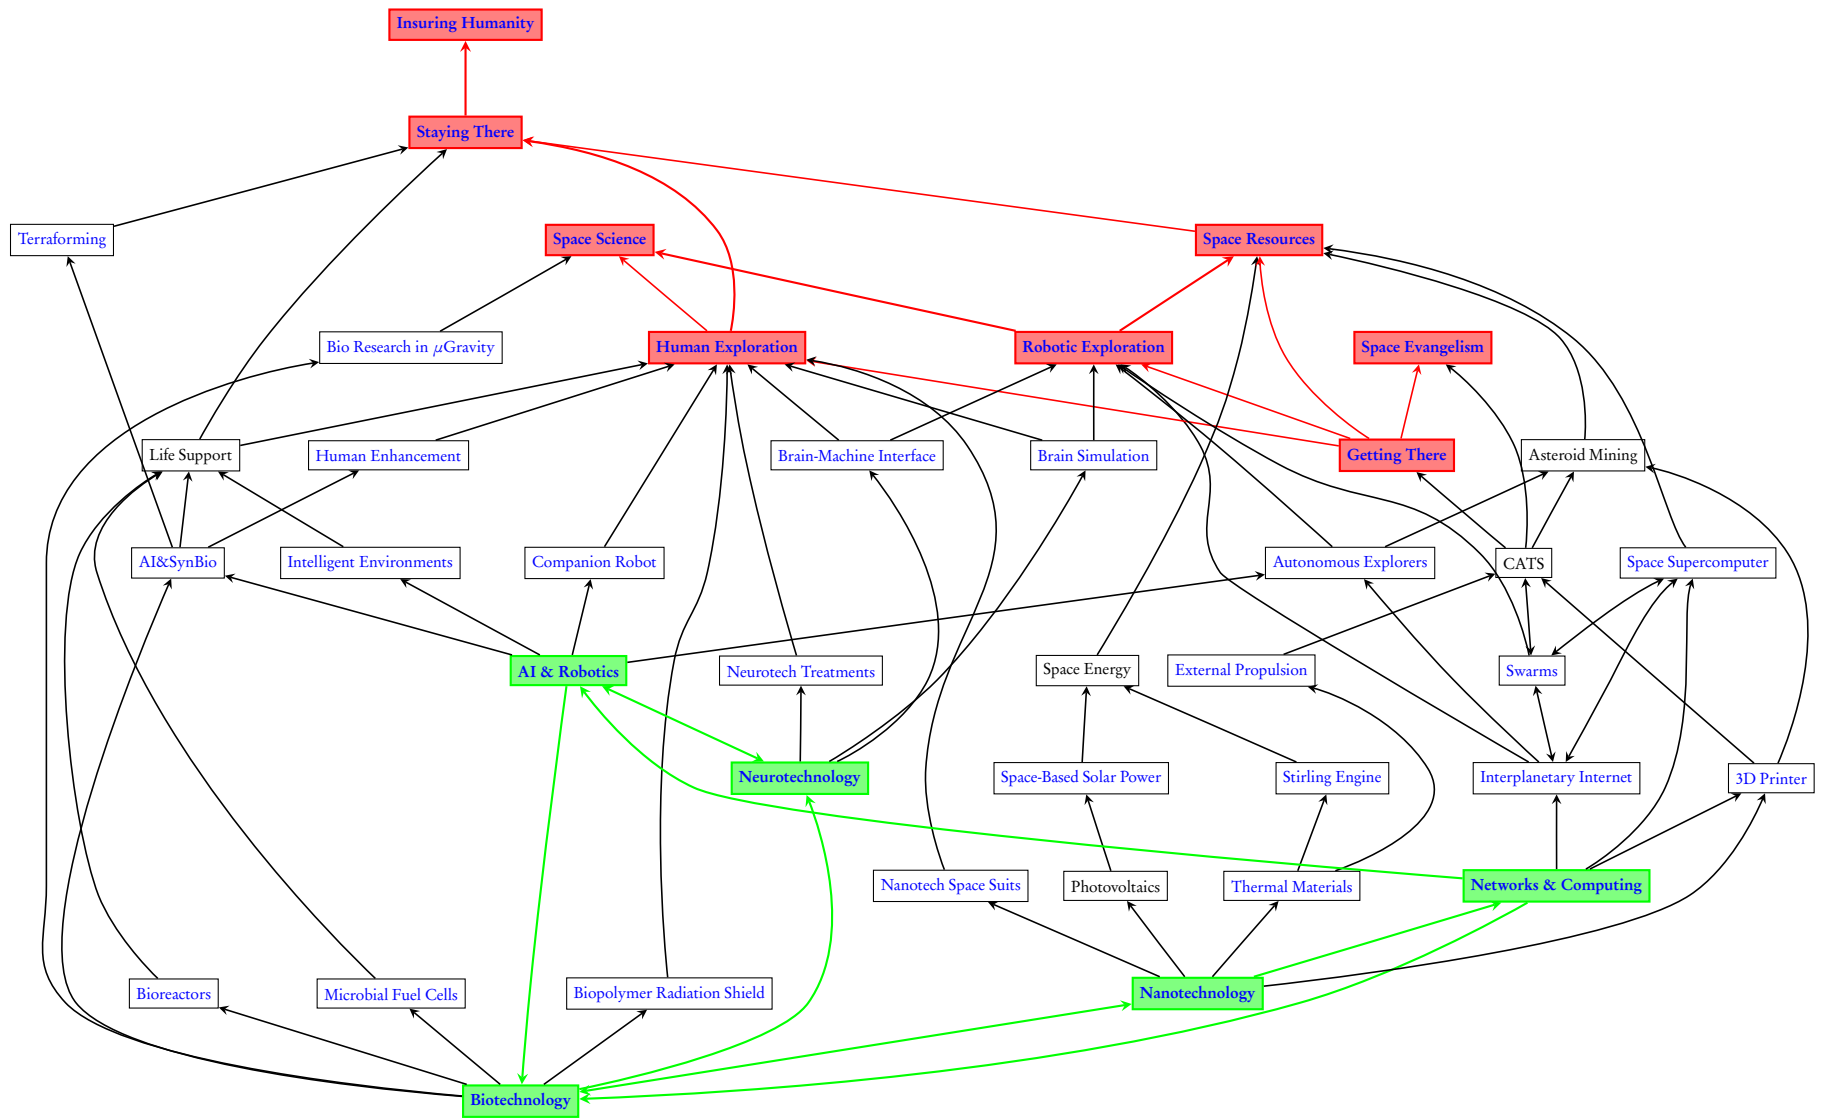 Insuring Humanity
Staying There
Terraforming
Space Science
Space Resources
Bio Research in μGravity
Human Exploration
Robotic Exploration
Space Evangelism
Life Support
Human Enhancement
Brain-Machine Interface
Brain Simulation
Getting There
Asteroid Mining
AI&SynBio
Intelligent Environments
Companion Robot
Autonomous Explorers
CATS
Space Supercomputer
AI & Robotics
Neurotech Treatments
Space Energy
External Propulsion
Swarms
Neurotechnology
Space-Based Solar Power
Stirling Engine
Interplanetary Internet
3D Printer
Nanotech Space Suits
Photovoltaics
Thermal Materials
Networks & Computing
Bioreactors
Microbial Fuel Cells
Biopolymer Radiation Shield
Nanotechnology
Biotechnology